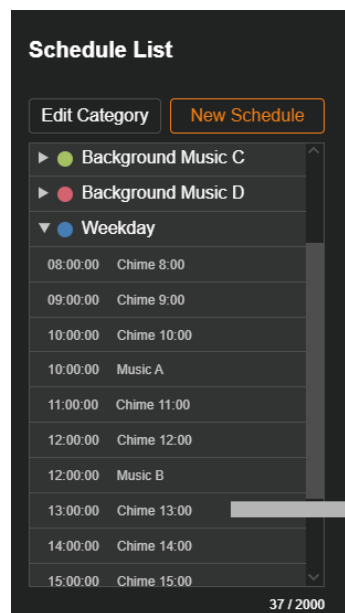 Schedule List
Edit Category New Schedule
Background Music C
Background Music D
Weekday
08:00:00 Chime 8:00
09:00:00 Chime 9:00
10:00:00 Chime 10:00
10:00:00 Music A
11:00:00 Chime 11:00
12:00:00 Chime 12:00
12:00:00 Music B
13:00:00 Chime 13:00
14:00:00 Chime 14:00
15:00:00 Chime 15:00
37 / 2000